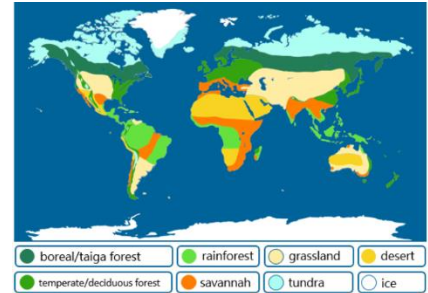 boreal/taiga forest rainforest grassland desert
temperate/deciduous forest savannah tundra ice